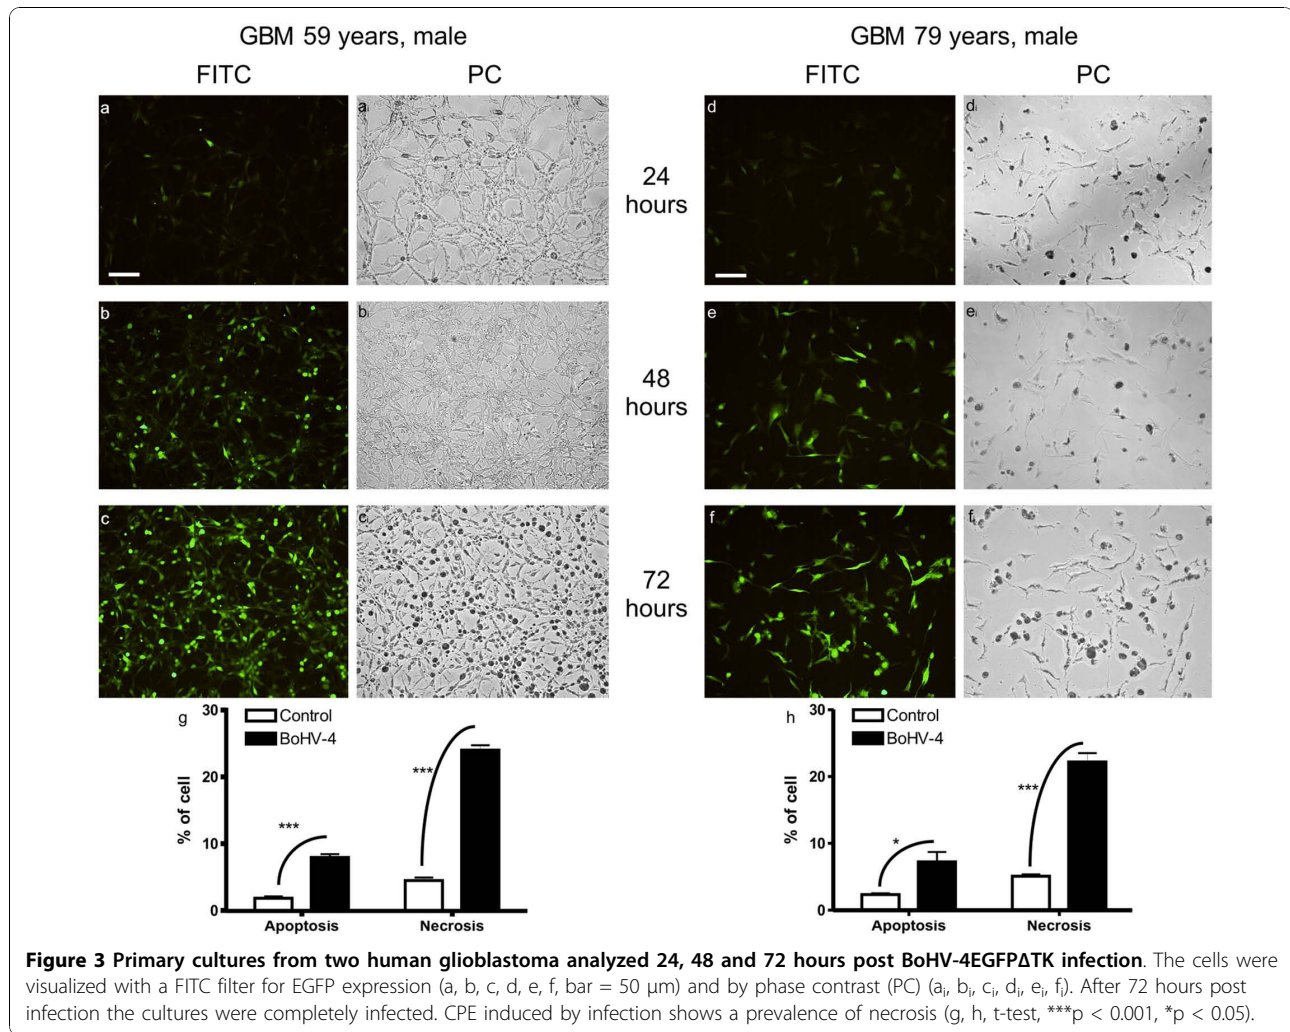 GBM 59 years, male
GBM 79 years, male
FITC
PC
FITC
PC
a
aᵢ
d
dᵢ
24
hours
b
bᵢ
e
eᵢ
48
hours
c
cᵢ
f
fᵢ
72
hours
g
30
20
10
0
% of cell
Control
BoHV-4
***
***
Apoptosis
Necrosis
h
30
20
10
0
% of cell
Control
BoHV-4
*
***
Apoptosis
Necrosis
Figure 3 Primary cultures from two human glioblastoma analyzed 24, 48 and 72 hours post BoHV-4EGFPΔTK infection. The cells were
visualized with a FITC filter for EGFP expression (a, b, c, d, e, f, bar = 50 μm) and by phase contrast (PC) (aᵢ, bᵢ, cᵢ, dᵢ, eᵢ, fᵢ). After 72 hours post
infection the cultures were completely infected. CPE induced by infection shows a prevalence of necrosis (g, h, t-test, ***p < 0.001, *p < 0.05).